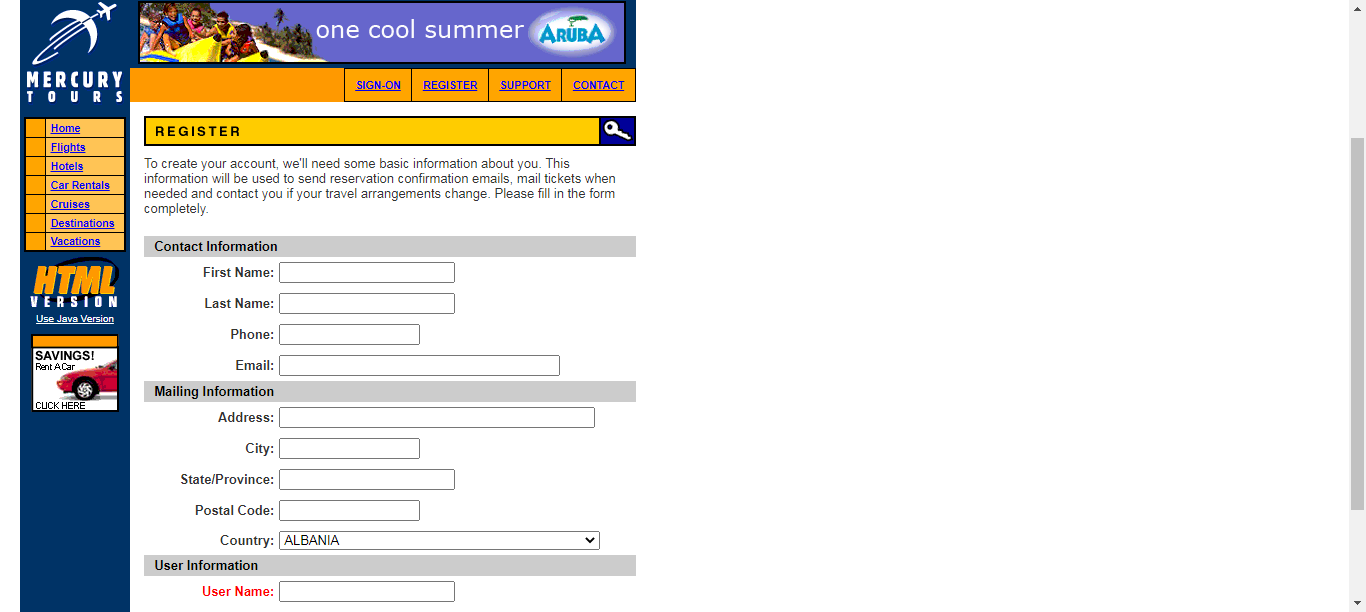 one cool summer ARUBA
MERCURY
TOURS
SIGN-ON REGISTER SUPPORT CONTACT
Home
Flights
Hotels
Car Rentals
Cruises
Destinations
Vacations
HTML
VERSION
Use Java Version
SAVINGS!
Rent A Car
CLICK HERE
REGISTER
To create your account, we'll need some basic information about you. This
information will be used to send reservation confirmation emails, mail tickets when
needed and contact you if your travel arrangements change. Please fill in the form
completely.
Contact Information
First Name:
Last Name:
Phone:
Email:
Mailing Information
Address:
City:
State/Province:
Postal Code:
Country: ALBANIA
User Information
User Name: